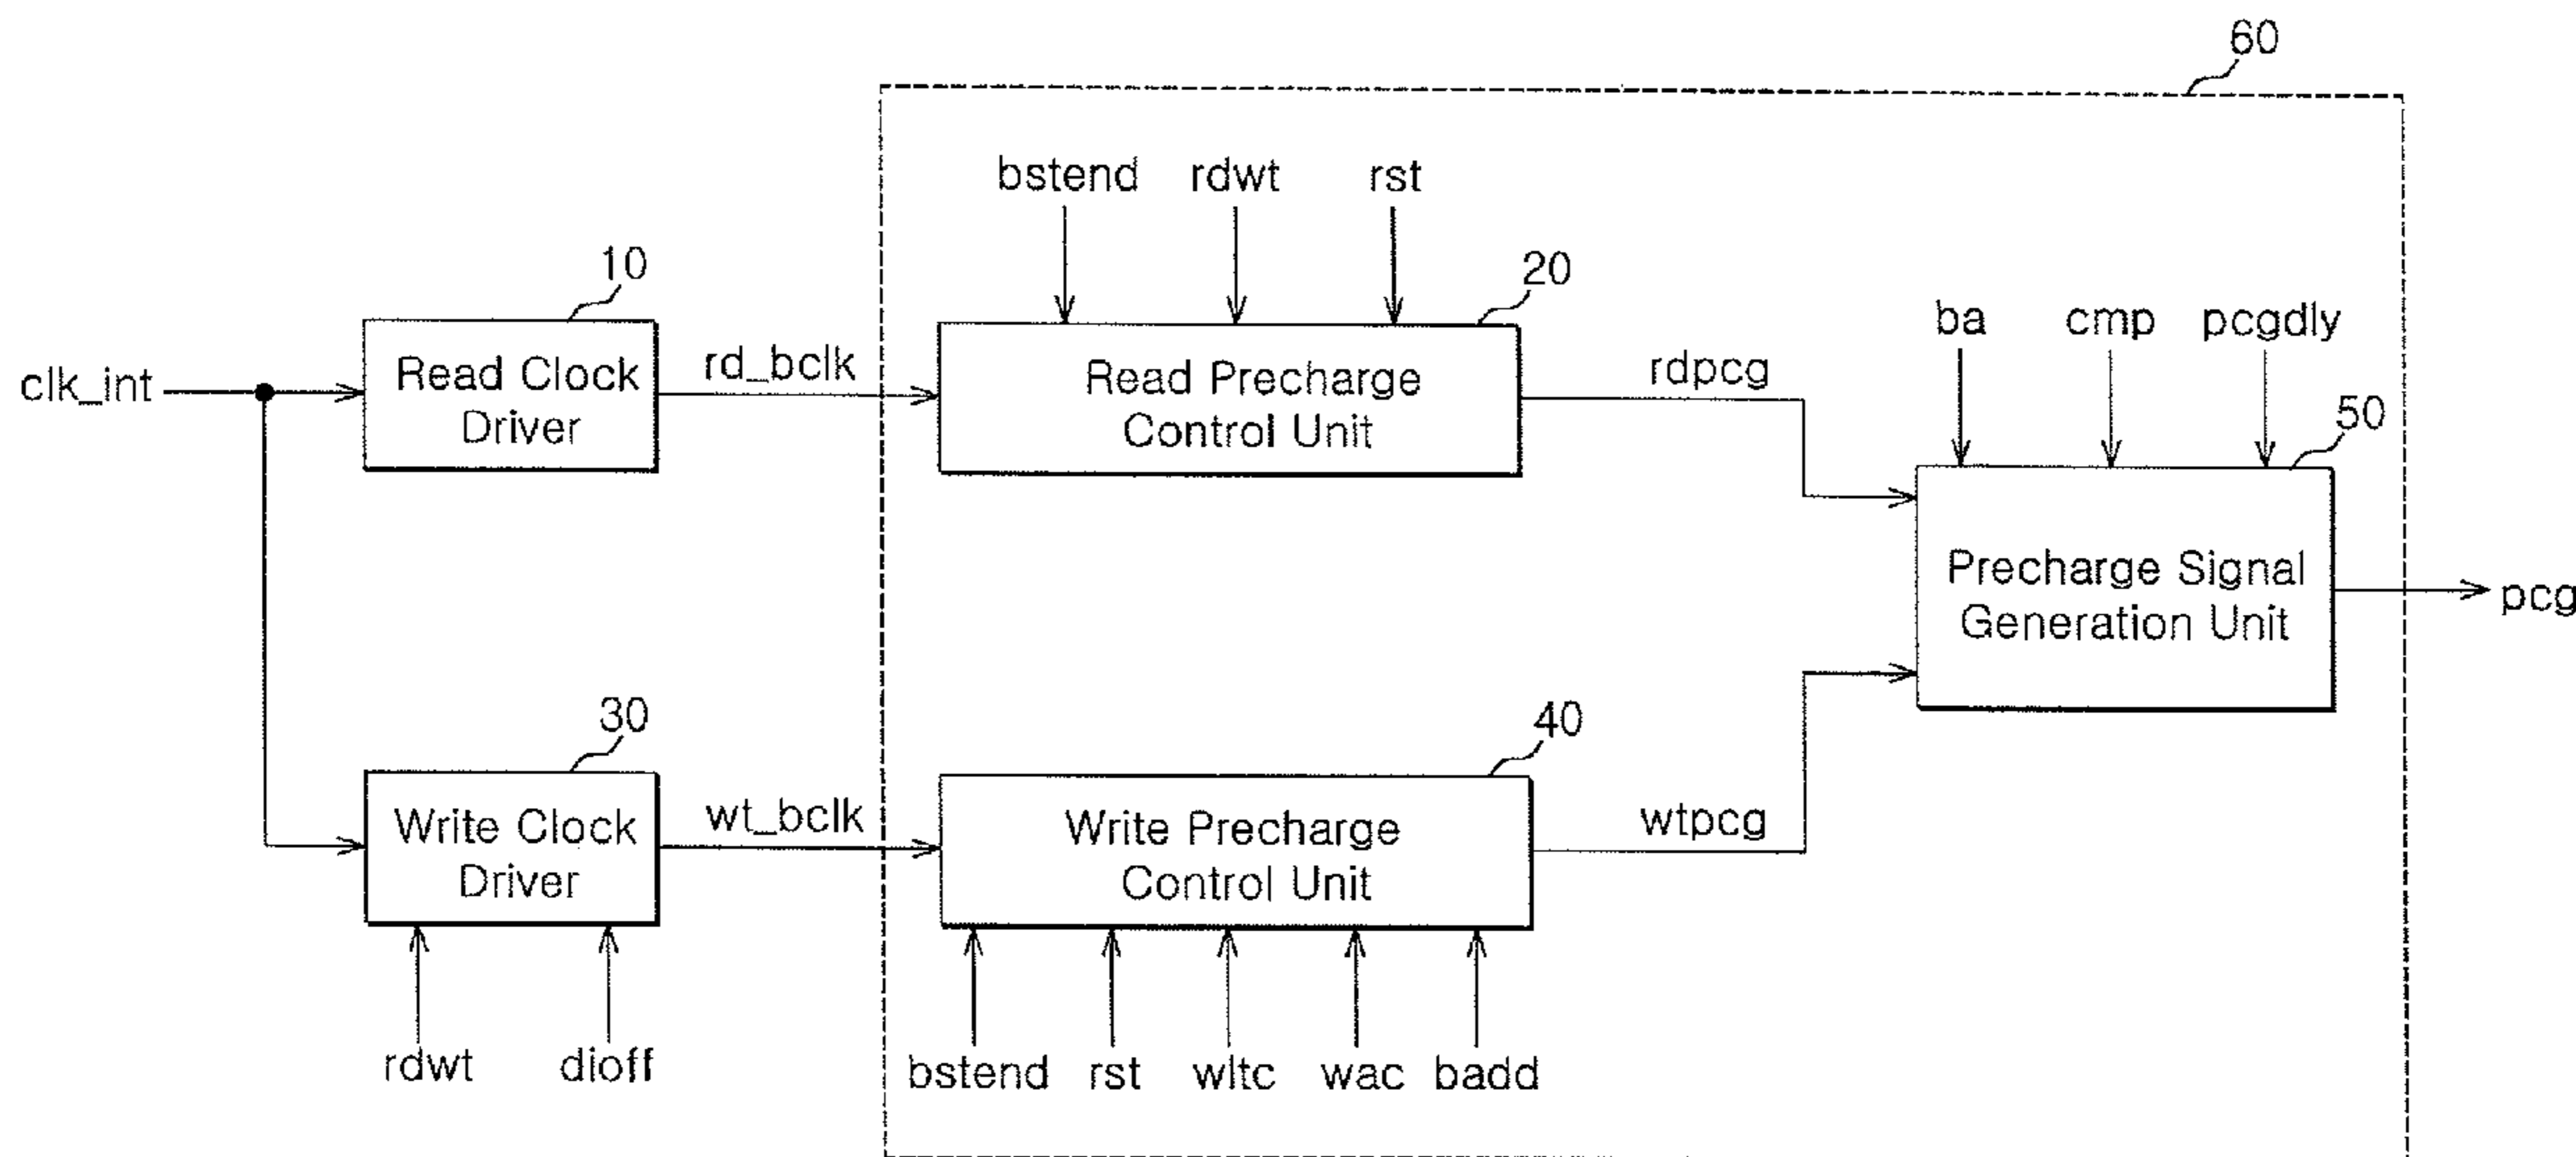 60
bstend rdwt rst
10
20
ba cmp pcgdly
clk_int
Read Clock
Driver
rd_bclk
Read Precharge
Control Unit
rdpcg
50
Precharge Signal
Generation Unit
pcg
30
40
Write Clock
Driver
wt_bclk
Write Precharge
Control Unit
wtpcg
rdwt dioff
bstend rst wltc wac badd